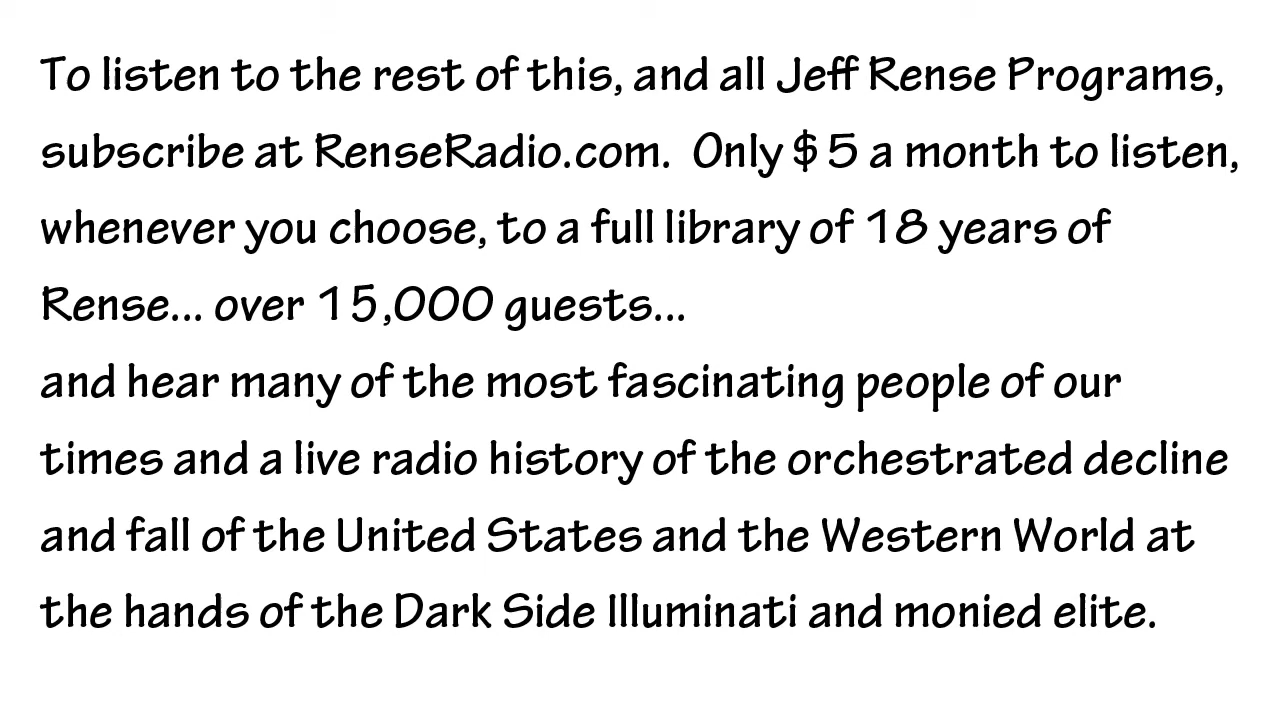 To listen to the rest of this, and all Jeff Rense Programs,
subscribe at RenseRadio.com.  Only $5 a month to listen,
whenever you choose, to a full library of 18 years of
Rense... over 15,000 guests...
and hear many of the most fascinating people of our
times and a live radio history of the orchestrated decline
and fall of the United States and the Western World at
the hands of the Dark Side Illuminati and monied elite.